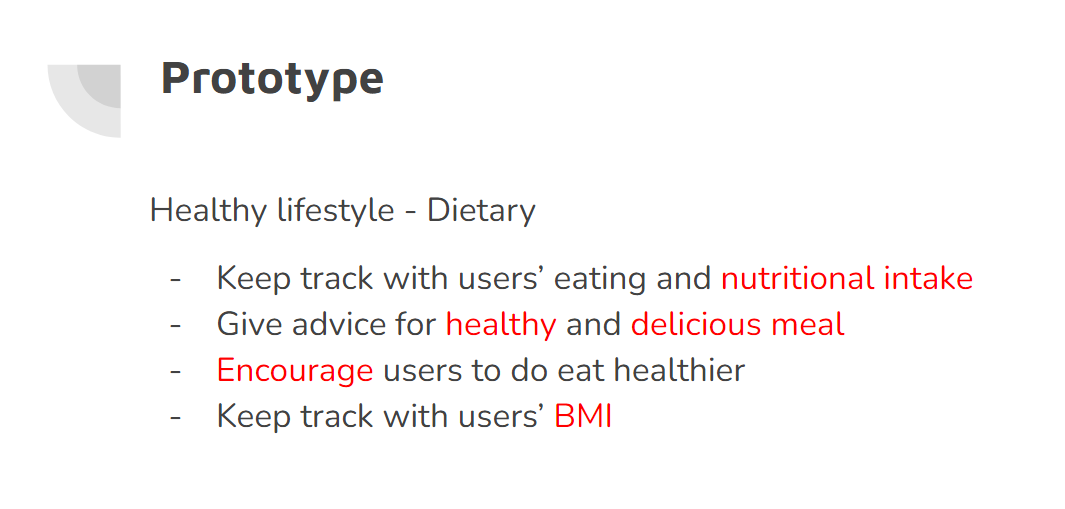 Prototype
Healthy lifestyle - Dietary
- Keep track with users’ eating and nutritional intake
- Give advice for healthy and delicious meal
- Encourage users to do eat healthier
- Keep track with users’ BMI